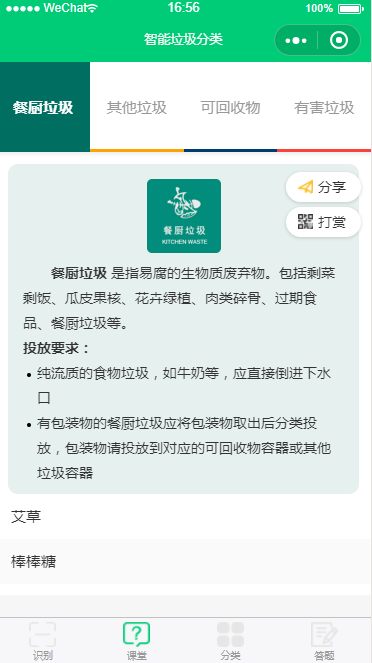 WeChat 16:56 100%
智能垃圾分类
餐厨垃圾 其他垃圾 可回收物 有害垃圾
分享
打赏
餐厨垃圾
KITCHEN WASTE
餐厨垃圾 是指易腐的生物质废弃物。包括剩菜
剩饭、瓜皮果核、花卉绿植、肉类碎骨、过期食
品、餐厨垃圾等。
投放要求：
• 纯流质的食物垃圾，如牛奶等，应直接倒进下水
口
• 有包装物的餐厨垃圾应将包装物取出后分类投
放，包装物请投放到对应的可回收物容器或其他
垃圾容器
艾草
棒棒糖
识别 课堂 分类 答题